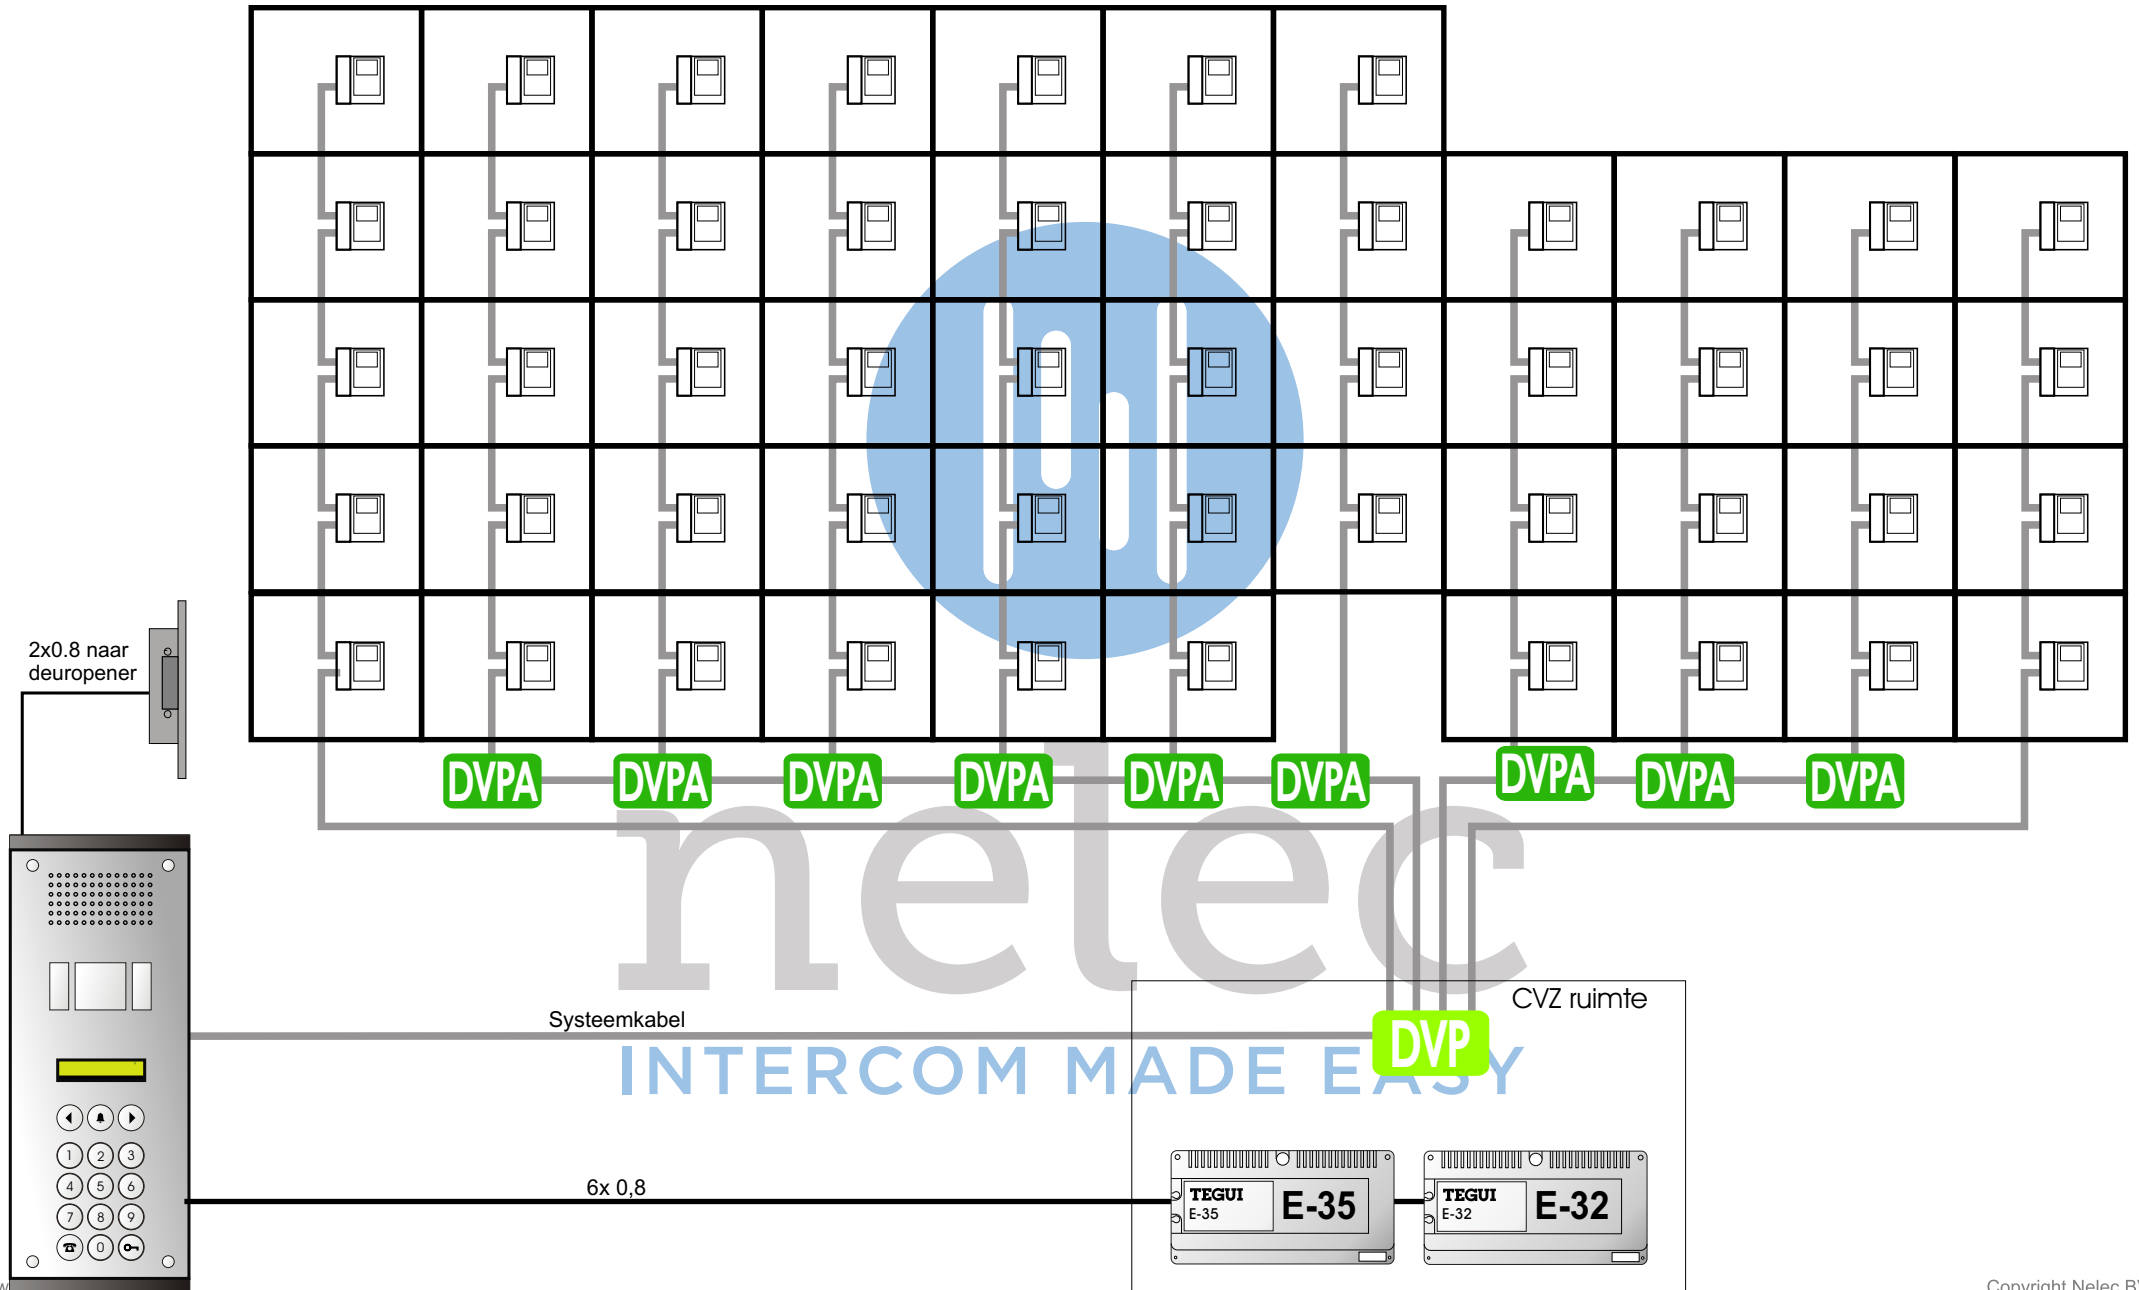 2x0.8 naar
deuropener
DVPA DVPA DVPA DVPA DVPA DVPA DVPA DVPA DVPA
nelec
CVZ ruimte
Systeemkabel
DVP
INTERCOM MADE EASY
1 2 3
4 5 6
7 8 9
0
6x 0,8
TEGUI
E-35
E-35
TEGUI
E-32
E-32
Copyright Nelec BV